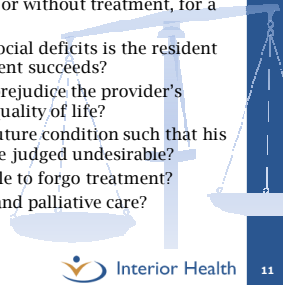 or without treatment, for a
ocial deficits is the resident
ent succeeds?
rejudice the provider's
uality of life?
uture condition such that his
e judged undesirable?
le to forgo treatment?
and palliative care?
Interior Health
11